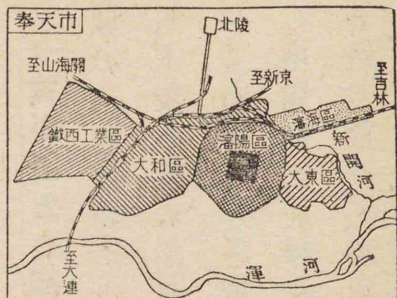 奉天市
北陵
至山海關
至新京
至吉林
瀋海區
新開河
鐵西工業區
大和區
瀋陽區
大東區
至大連
渾河